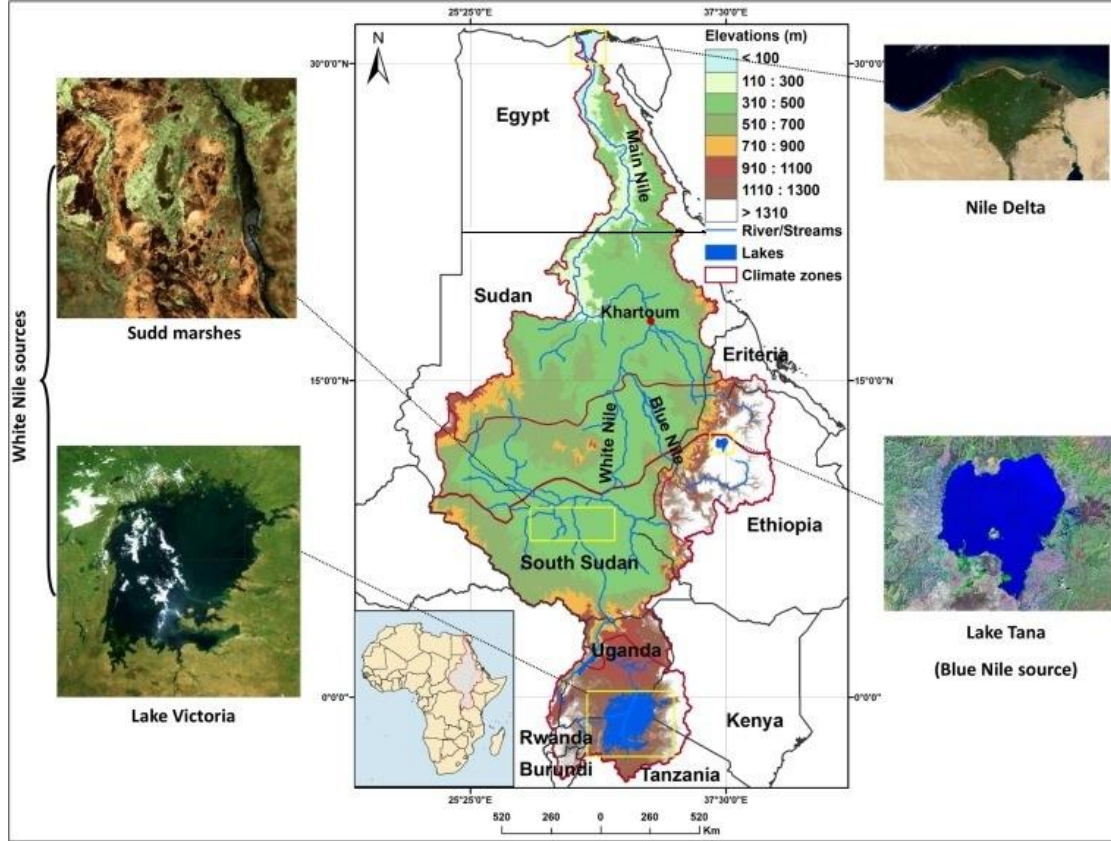 25°25'0"E
37°30'0"E
N
30°0'0"N
30°0'0"N
Elevations (m)
< 100
110 : 300
310 : 500
510 : 700
710 : 900
910 : 1100
1110 : 1300
> 1310
River/Streams
Lakes
Climate zones
Egypt
Main Nile
Nile Delta
Sudan
Khartoum
Eriteria
Sudd marshes
White Nile sources
15°0'0"N
15°0'0"N
White Nile
Blue Nile
Ethiopia
South Sudan
Lake Tana
(Blue Nile source)
Uganda
Lake Victoria
0°0'0"
0°0'0"
Kenya
Rwanda
Burundi
Tanzania
25°25'0"E
37°30'0"E
520 260 0 260 520
Km